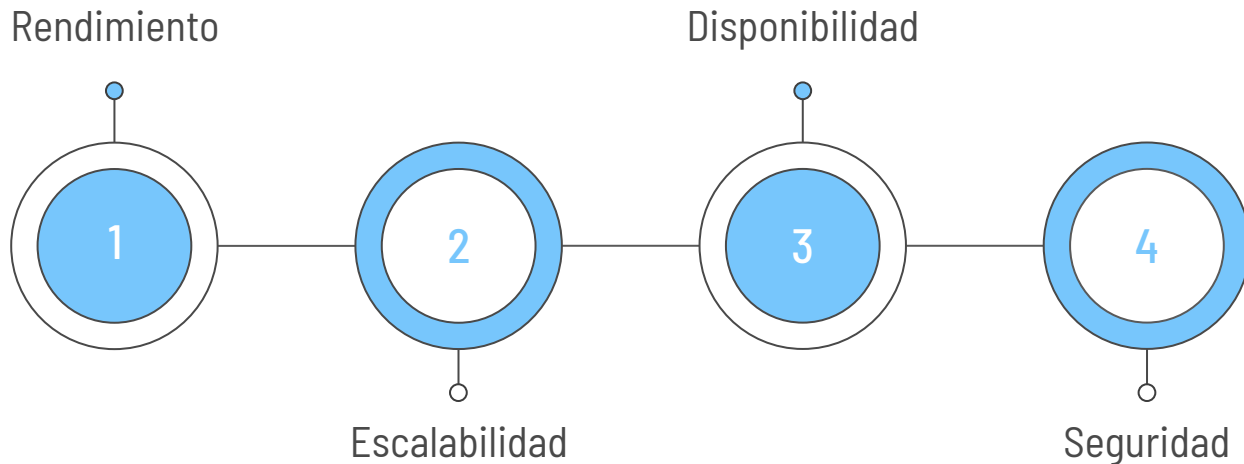 Rendimiento
Disponibilidad
1
2
3
4
Escalabilidad
Seguridad